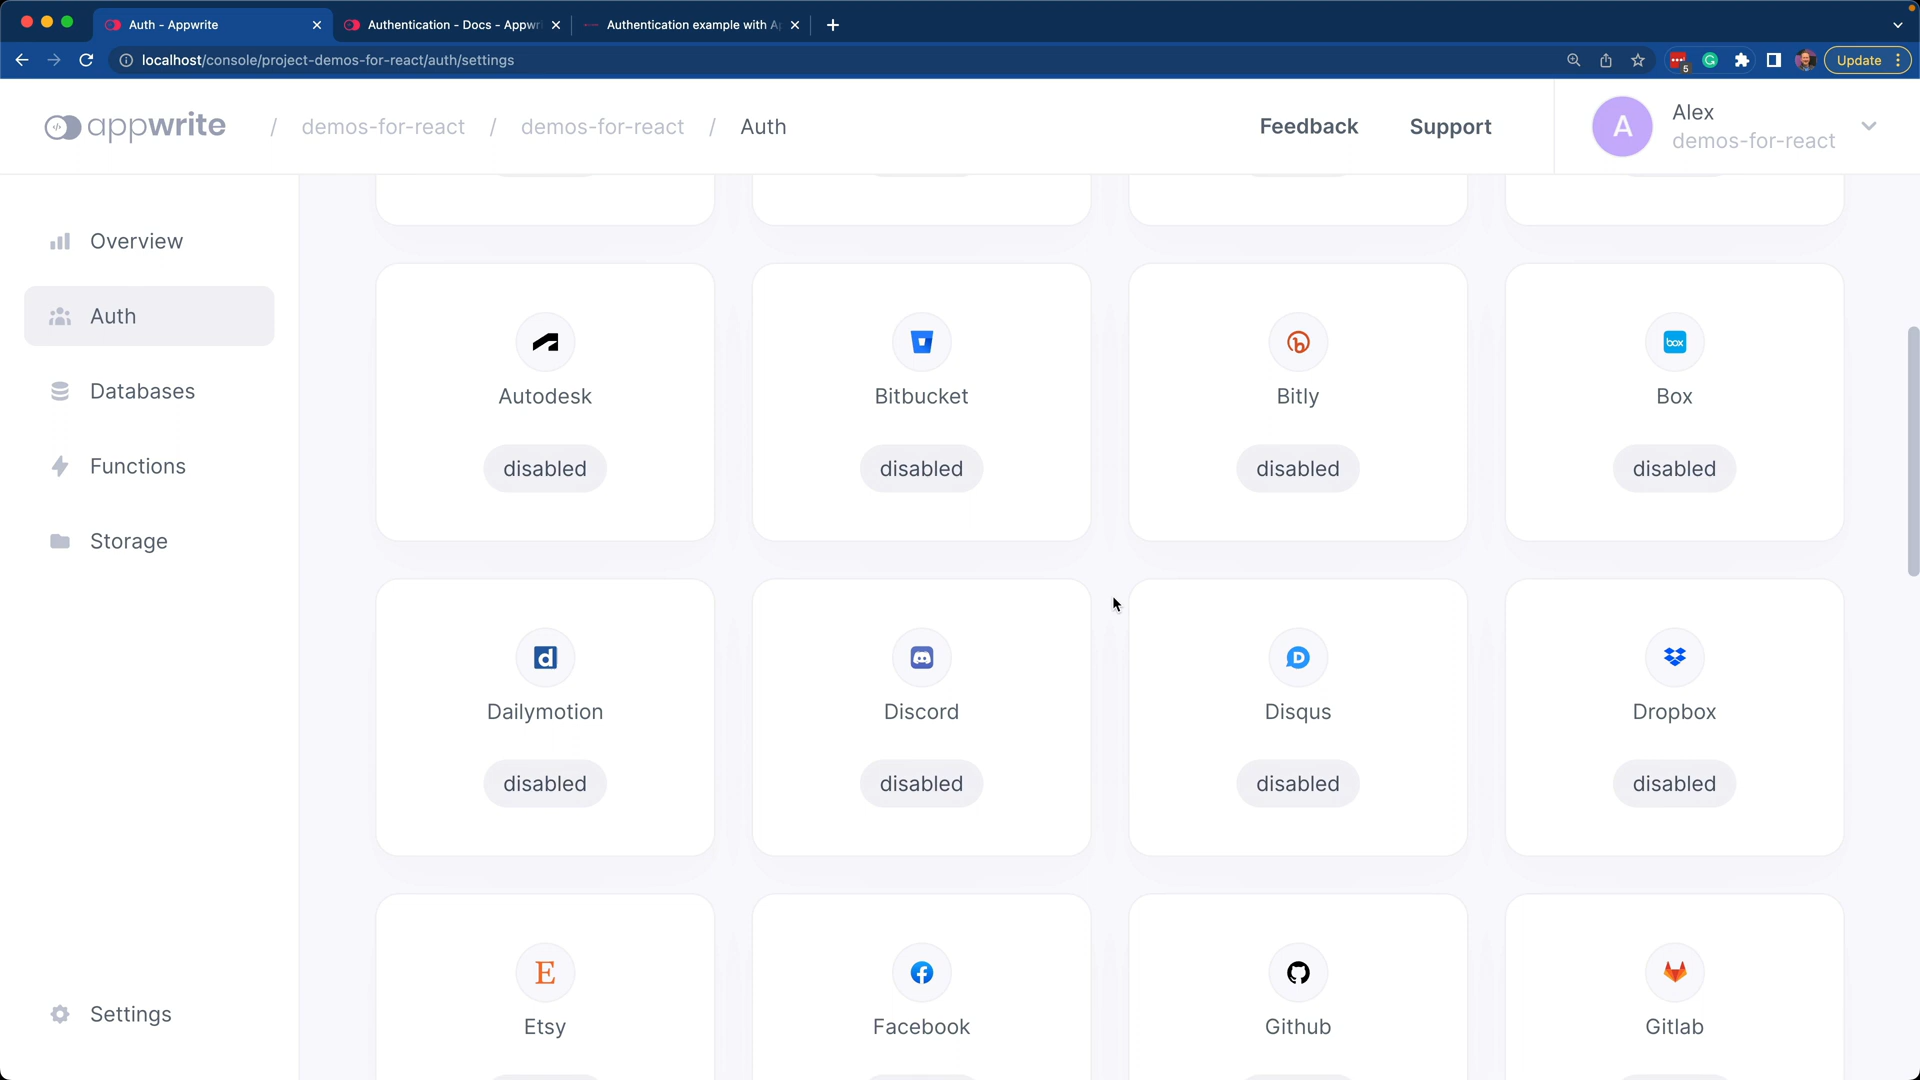 Auth - Appwrite
Authentication - Docs - Appwri
Authentication example with A
localhost/console/project-demos-for-react/auth/settings
5
Update
appwrite / demos-for-react / demos-for-react / Auth
Feedback
Support
A
Alex
demos-for-react
Overview
Auth
Databases
Functions
Storage
Settings
Autodesk
disabled
Bitbucket
disabled
Bitly
disabled
box
Box
disabled
Dailymotion
disabled
Discord
disabled
Disqus
disabled
Dropbox
disabled
Etsy
Facebook
Github
Gitlab